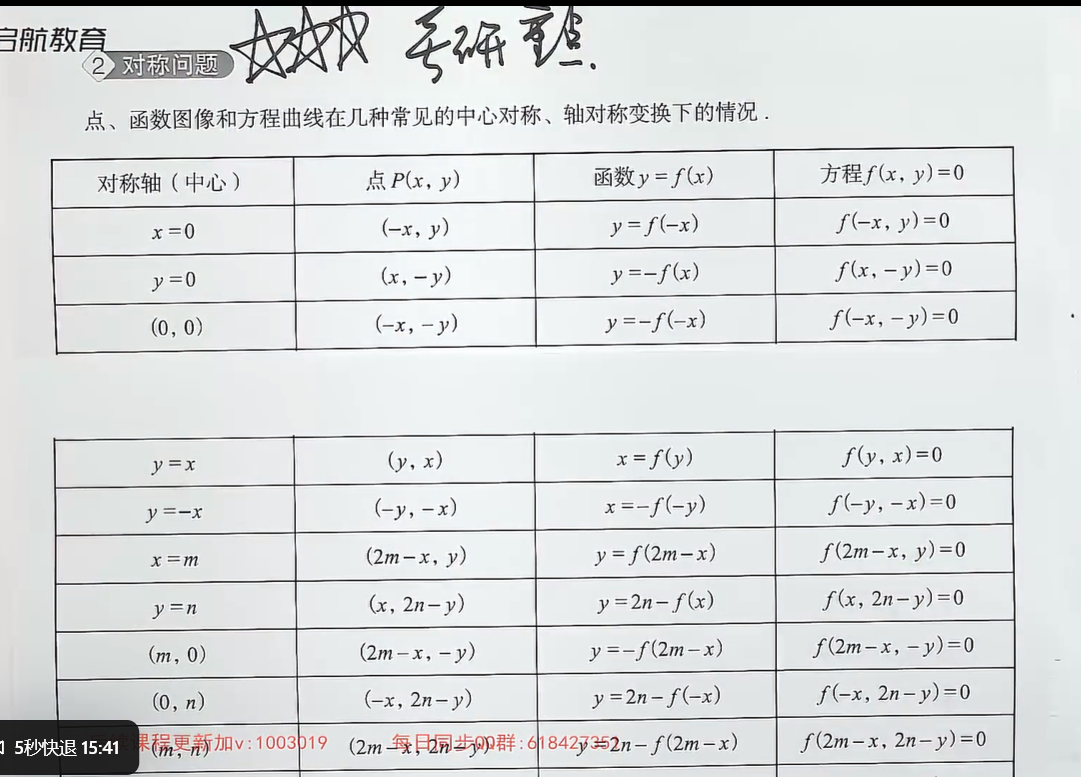 启航教育
2 对称问题
考研重点.
点、函数图像和方程曲线在几种常见的中心对称、轴对称变换下的情况.
对称轴(中心) 点P(x, y) 函数y=f(x) 方程f(x, y)=0
x=0 (-x, y) y=f(-x) f(-x, y)=0
y=0 (x, -y) y=-f(x) f(x, -y)=0
(0, 0) (-x, -y) y=-f(-x) f(-x, -y)=0
y=x (y, x) x=f(y) f(y, x)=0
y=-x (-y, -x) x=-f(-y) f(-y, -x)=0
x=m (2m-x, y) y=f(2m-x) f(2m-x, y)=0
y=n (x, 2n-y) y=2n-f(x) f(x, 2n-y)=0
(m, 0) (2m-x, -y) y=-f(2m-x) f(2m-x, -y)=0
(0, n) (-x, 2n-y) y=2n-f(-x) f(-x, 2n-y)=0
(m, n) (2m-x, 2n-y) y=2n-f(2m-x) f(2m-x, 2n-y)=0
课程更新加v:1003019 每日同步QQ群:618427352
5秒快退 15:41